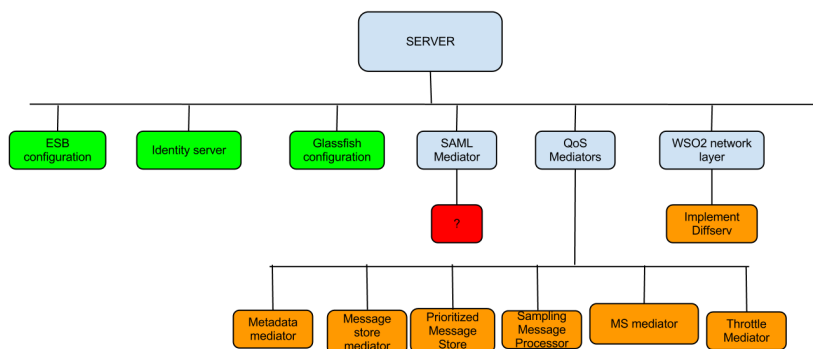 SERVER
ESB
configuration
Identity server
Glassfish
configuration
SAML
Mediator
QoS
Mediators
WSO2 network
layer
?
Implement
Diffserv
Metadata
mediator
Message
store
mediator
Prioritized
Message
Store
Sampling
Message
Processor
MS mediator
Throttle
Mediator